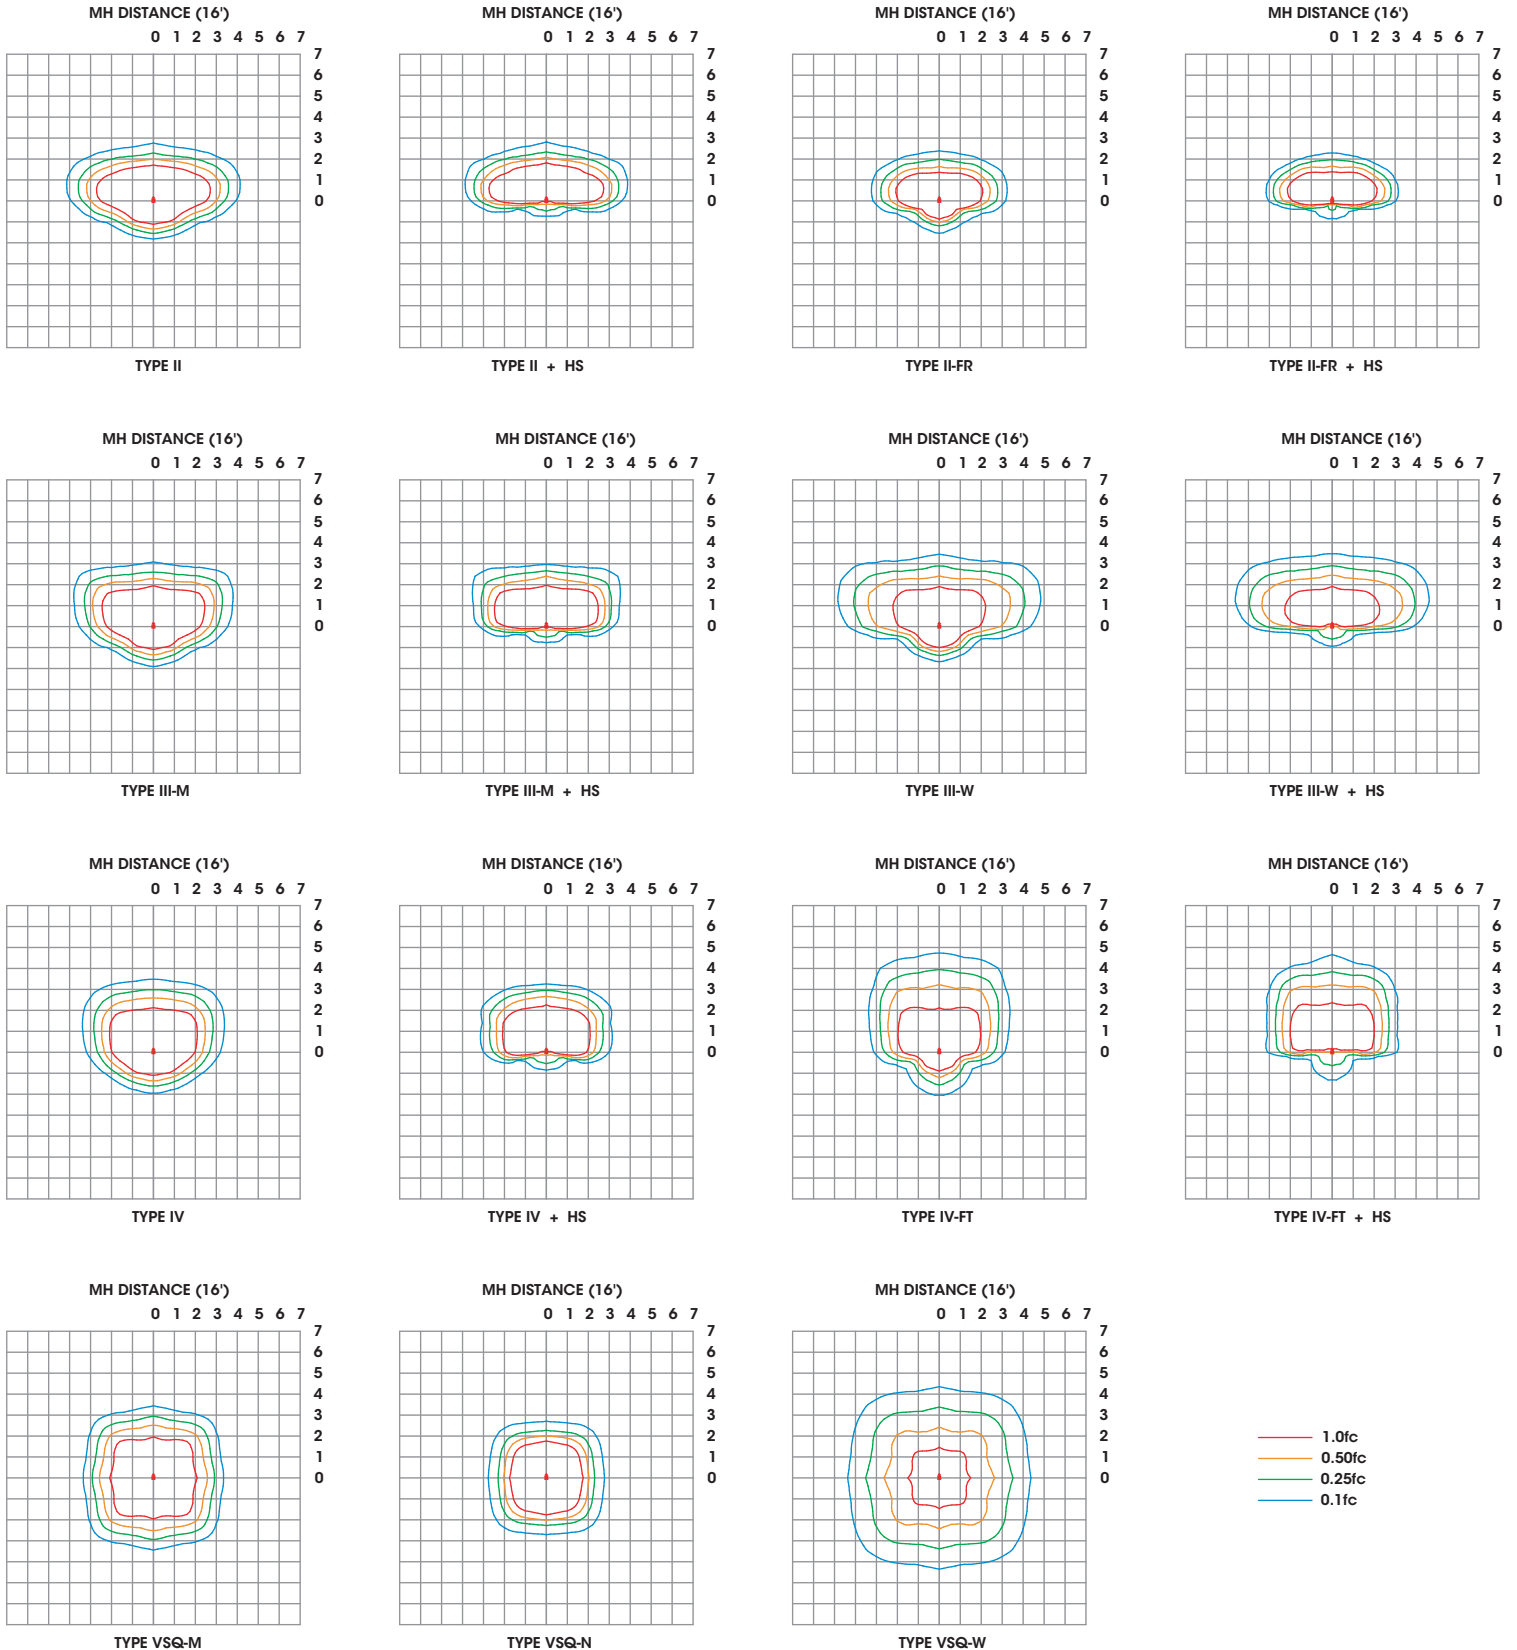 MH DISTANCE (16') MH DISTANCE (16') MH DISTANCE (16') MH DISTANCE (16')
0 1 2 3 4 5 6 7 0 1 2 3 4 5 6 7 0 1 2 3 4 5 6 7 0 1 2 3 4 5 6 7
7 7 7 7
6 6 6 6
5 5 5 5
4 4 4 4
3 3 3 3
2 2 2 2
1 1 1 1
0 0 0 0
TYPE II TYPE II + HS TYPE II-FR TYPE II-FR + HS
MH DISTANCE (16') MH DISTANCE (16') MH DISTANCE (16') MH DISTANCE (16')
0 1 2 3 4 5 6 7 0 1 2 3 4 5 6 7 0 1 2 3 4 5 6 7 0 1 2 3 4 5 6 7
7 7 7 7
6 6 6 6
5 5 5 5
4 4 4 4
3 3 3 3
2 2 2 2
1 1 1 1
0 0 0 0
TYPE III-M TYPE III-M + HS TYPE III-W TYPE III-W + HS
MH DISTANCE (16') MH DISTANCE (16') MH DISTANCE (16') MH DISTANCE (16')
0 1 2 3 4 5 6 7 0 1 2 3 4 5 6 7 0 1 2 3 4 5 6 7 0 1 2 3 4 5 6 7
7 7 7 7
6 6 6 6
5 5 5 5
4 4 4 4
3 3 3 3
2 2 2 2
1 1 1 1
0 0 0 0
TYPE IV TYPE IV + HS TYPE IV-FT TYPE IV-FT + HS
MH DISTANCE (16') MH DISTANCE (16') MH DISTANCE (16')
0 1 2 3 4 5 6 7 0 1 2 3 4 5 6 7 0 1 2 3 4 5 6 7
7 7 7
6 6 6
5 5 5
4 4 4
3 3 3
2 2 2
1 1 1
0 0 0
TYPE VSQ-M TYPE VSQ-N TYPE VSQ-W
1.0fc
0.50fc
0.25fc
0.1fc